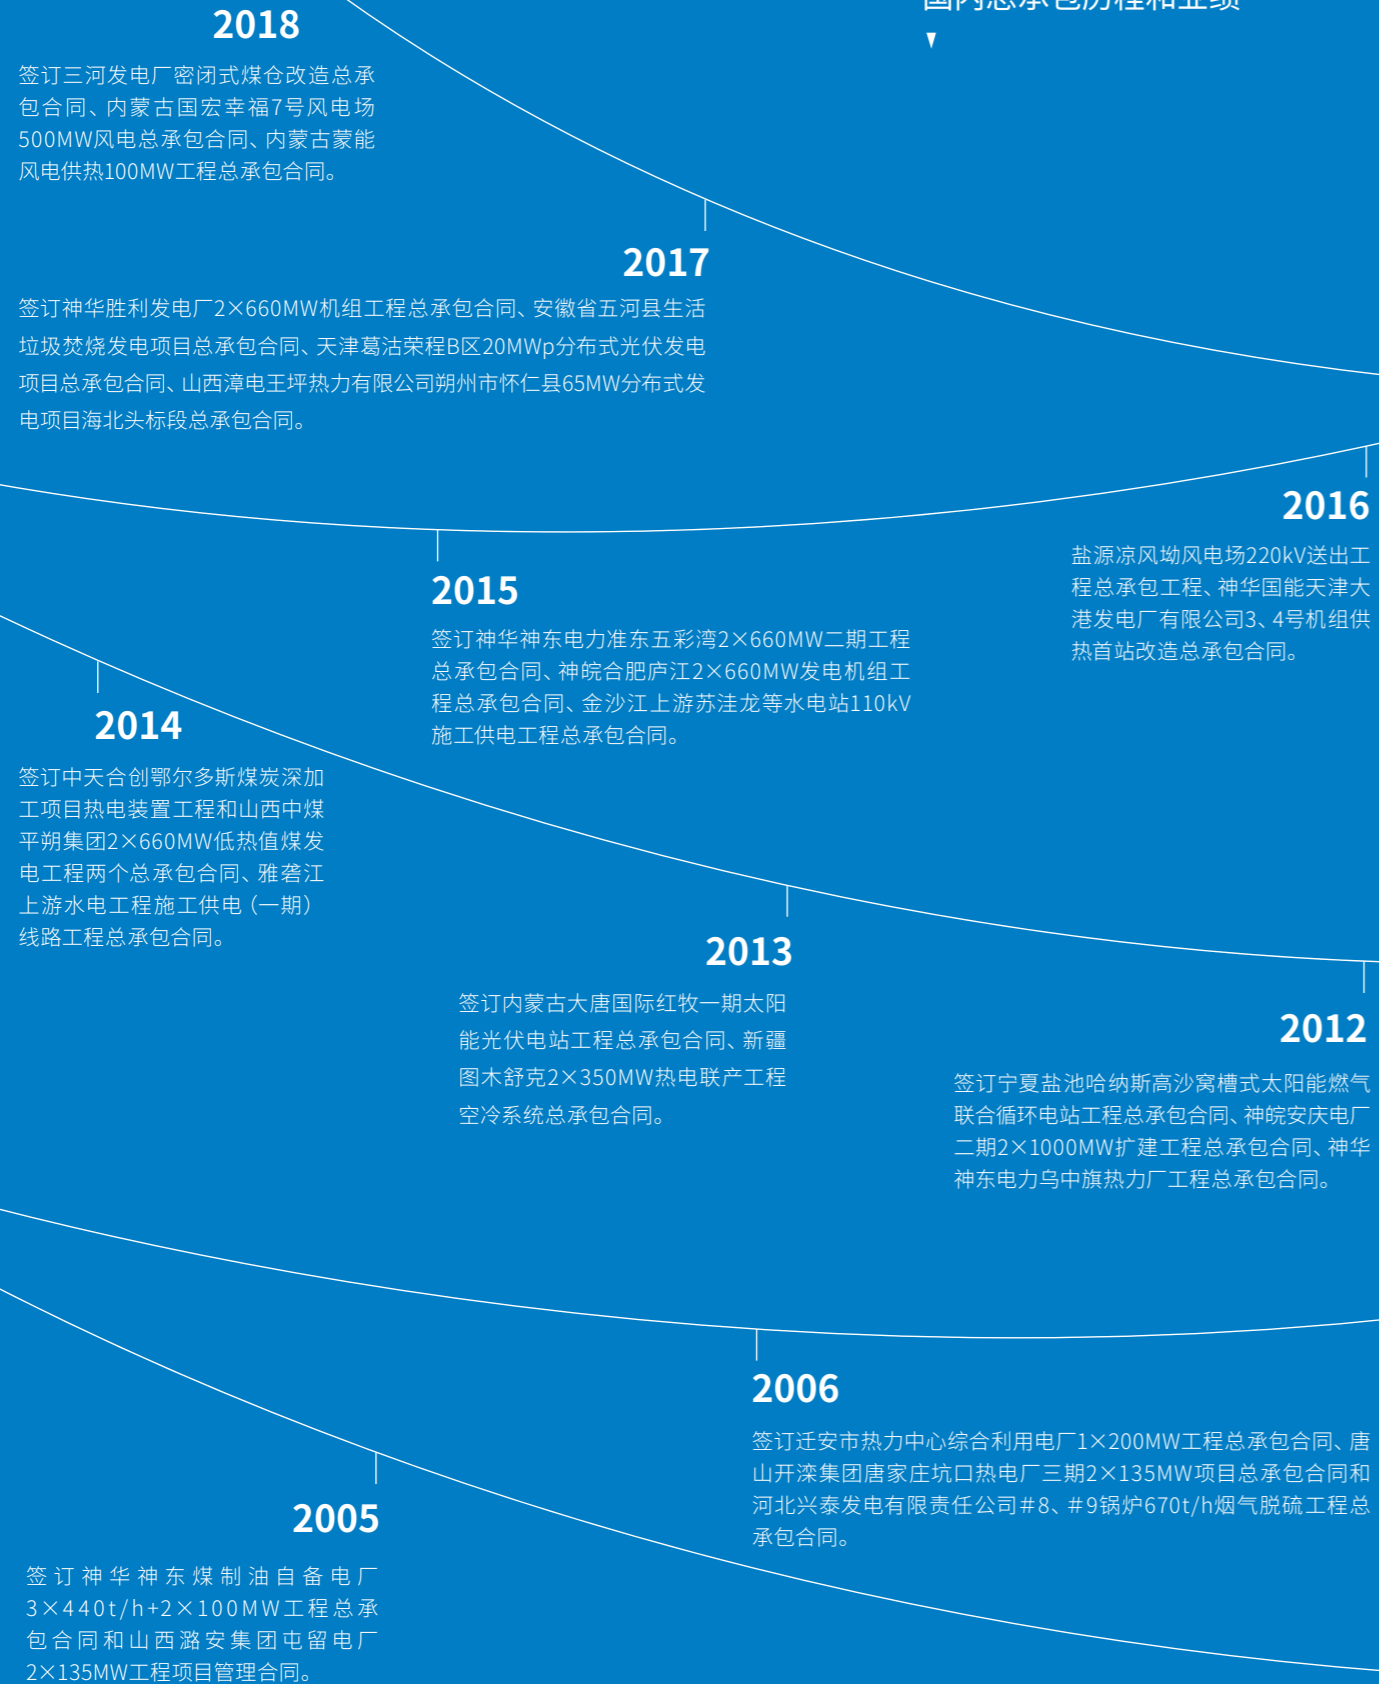 国内总承包历程和业绩
2018
签订三河发电厂密闭式煤仓改造总承
包合同、内蒙古国宏幸福7号风电场
500MW风电总承包合同、内蒙古蒙能
风电供热100MW工程总承包合同。
2017
签订神华胜利发电厂2×660MW机组工程总承包合同、安徽省五河县生活
垃圾焚烧发电项目总承包合同、天津葛沽荣程B区20MWp分布式光伏发电
项目总承包合同、山西漳电王坪热力有限公司朔州市怀仁县65MW分布式发
电项目海北头标段总承包合同。
2016
盐源凉风坳风电场220kV送出工
程总承包工程、神华国能天津大
港发电厂有限公司3、4号机组供
热首站改造总承包合同。
2015
签订神华神东电力准东五彩湾2×660MW二期工程
总承包合同、神皖合肥庐江2×660MW发电机组工
程总承包合同、金沙江上游苏洼龙等水电站110kV
施工供电工程总承包合同。
2014
签订中天合创鄂尔多斯煤炭深加
工项目热电装置工程和山西中煤
平朔集团2×660MW低热值煤发
电工程两个总承包合同、雅砻江
上游水电工程施工供电（一期）
线路工程总承包合同。
2013
签订内蒙古大唐国际红牧一期太阳
能光伏电站工程总承包合同、新疆
图木舒克2×350MW热电联产工程
空冷系统总承包合同。
2012
签订宁夏盐池哈纳斯高沙窝槽式太阳能燃气
联合循环电站工程总承包合同、神皖安庆电厂
二期2×1000MW扩建工程总承包合同、神华
神东电力乌中旗热力厂工程总承包合同。
2006
签订迁安市热力中心综合利用电厂1×200MW工程总承包合同、唐
山开滦集团唐家庄坑口热电厂三期2×135MW项目总承包合同和
河北兴泰发电有限责任公司＃8、＃9锅炉670t/h烟气脱硫工程总
承包合同。
2005
签订神华神东煤制油自备电厂
3×440t/h+2×100MW工程总承
包合同和山西潞安集团屯留电厂
2×135MW工程项目管理合同。